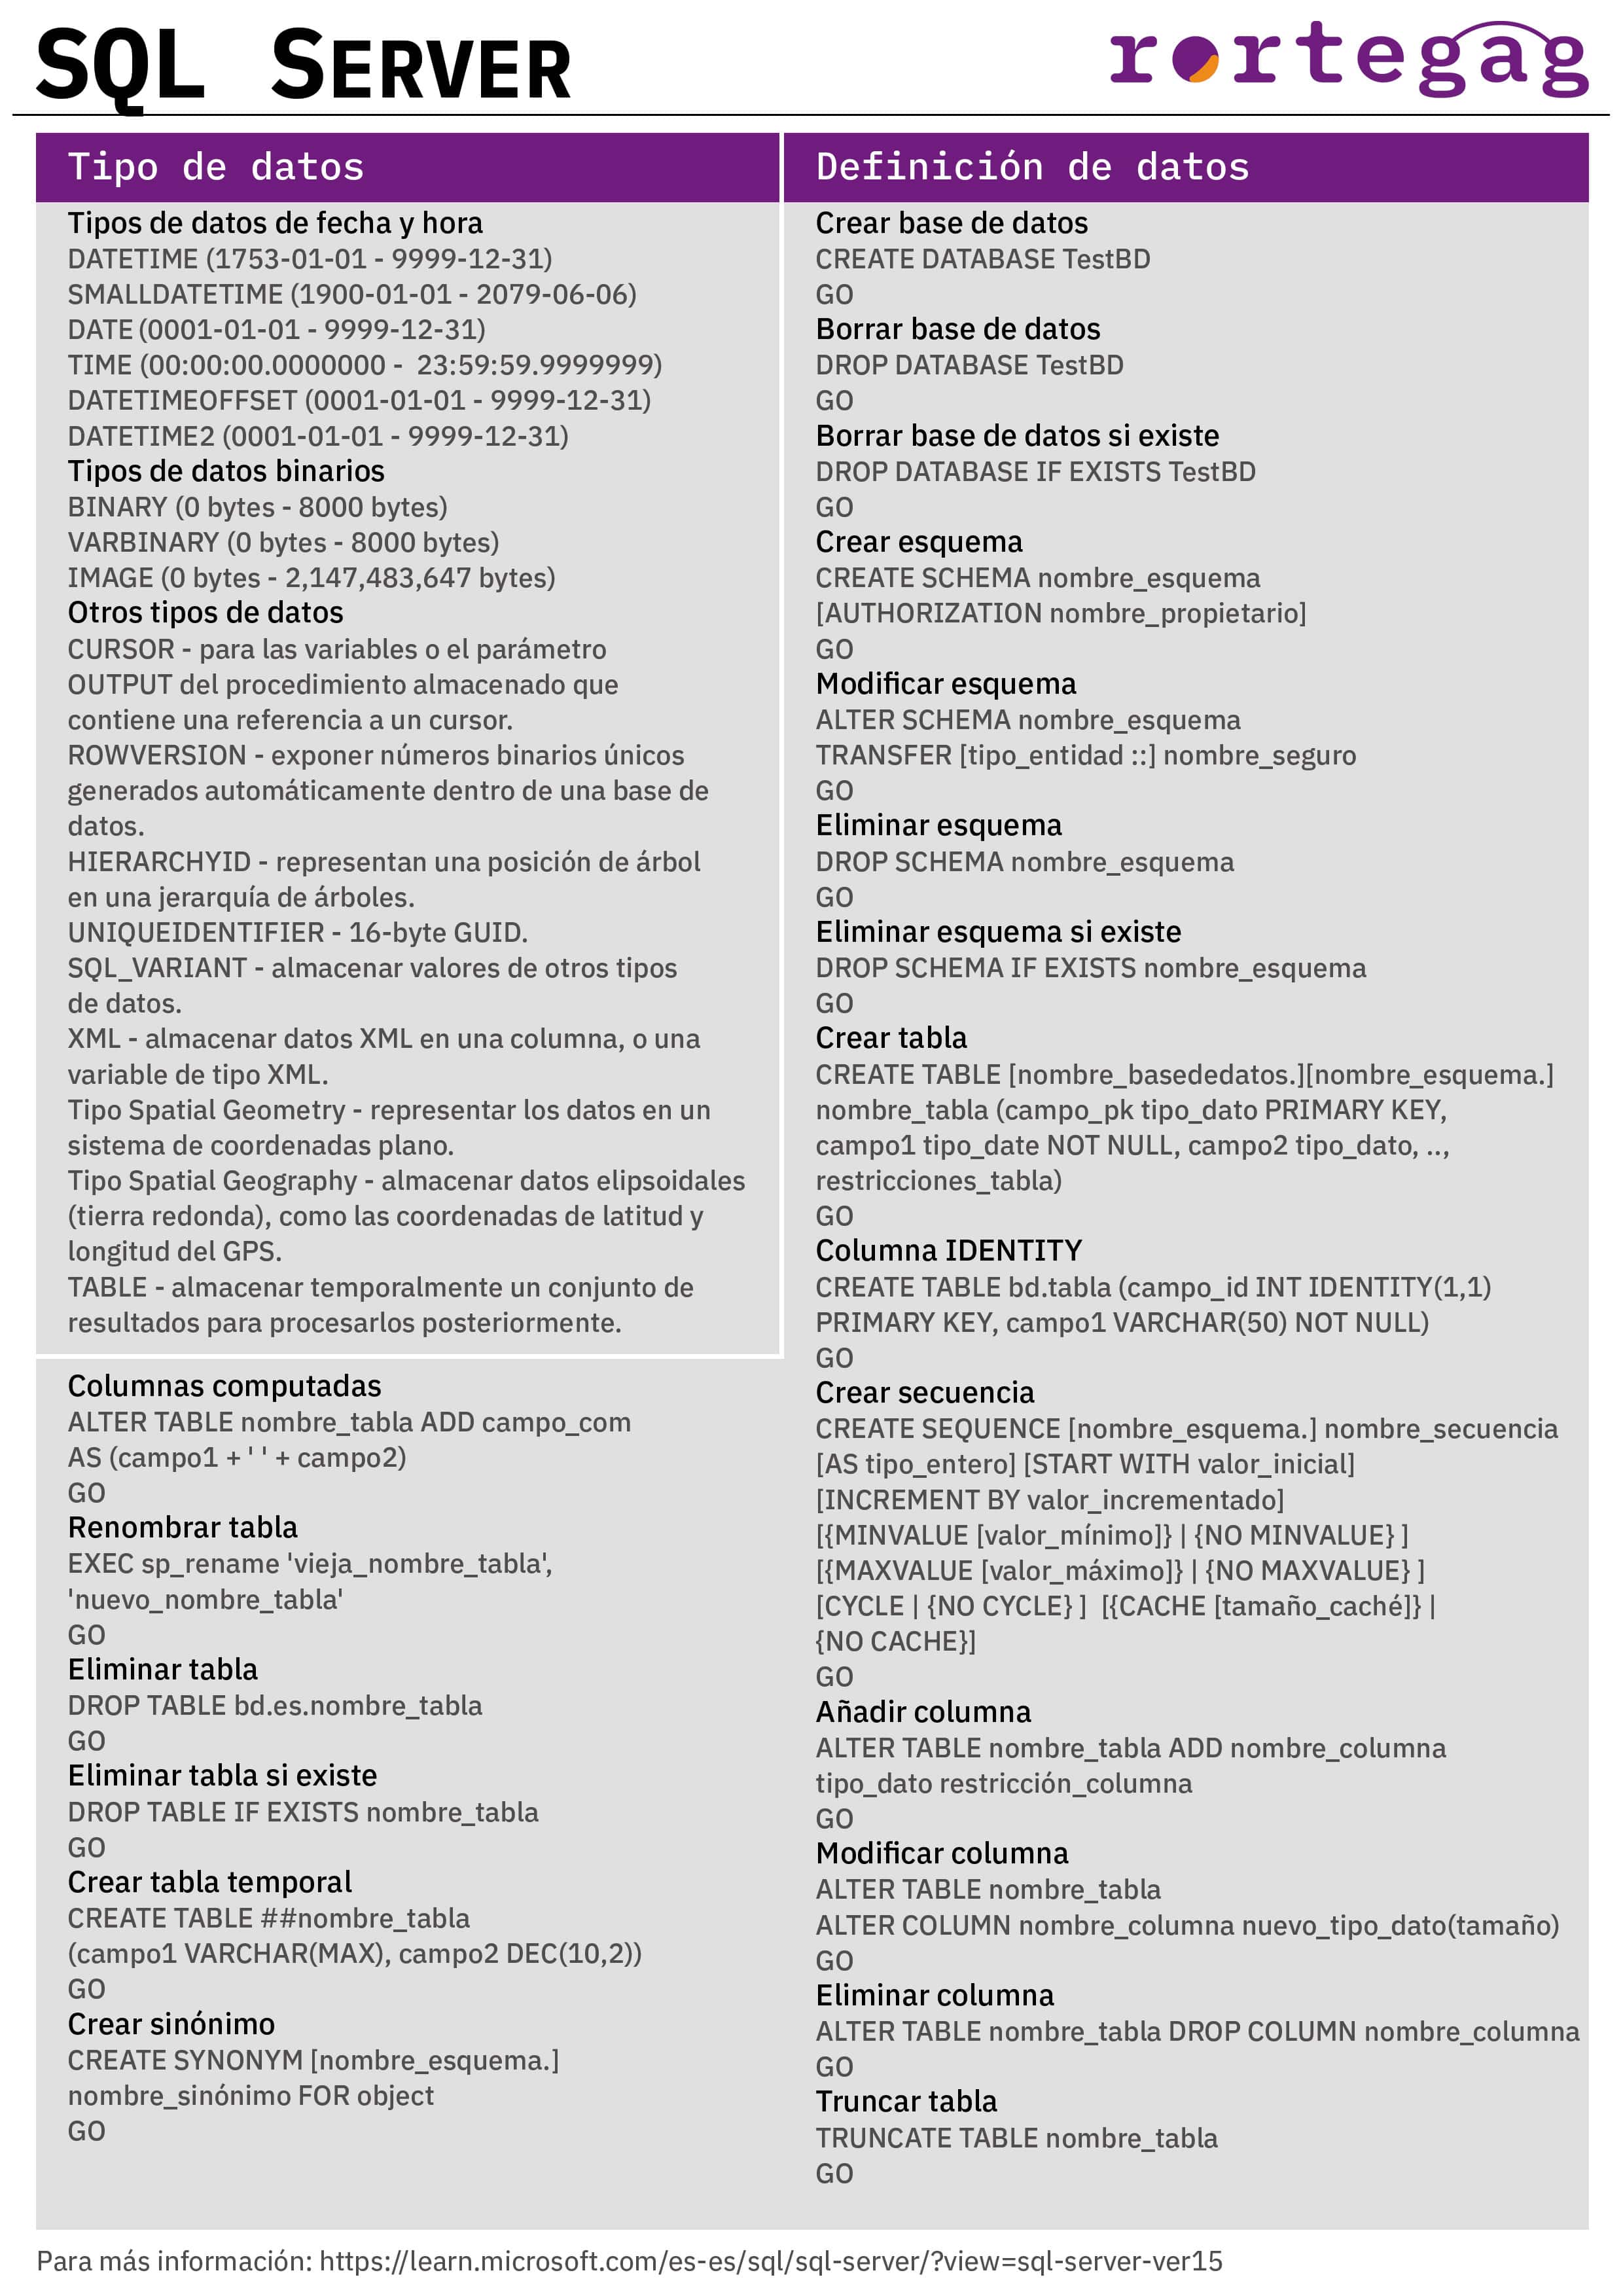 SQL SERVER
rortegag
Tipo de datos
Tipos de datos de fecha y hora
DATETIME (1753-01-01 - 9999-12-31)
SMALLDATETIME (1900-01-01 - 2079-06-06)
DATE (0001-01-01 - 9999-12-31)
TIME (00:00:00.0000000 -  23:59:59.9999999)
DATETIMEOFFSET (0001-01-01 - 9999-12-31)
DATETIME2 (0001-01-01 - 9999-12-31)
Tipos de datos binarios
BINARY (0 bytes - 8000 bytes)
VARBINARY (0 bytes - 8000 bytes)
IMAGE (0 bytes - 2,147,483,647 bytes)
Otros tipos de datos
CURSOR - para las variables o el parámetro
OUTPUT del procedimiento almacenado que
contiene una referencia a un cursor.
ROWVERSION - exponer números binarios únicos
generados automáticamente dentro de una base de
datos.
HIERARCHYID - representan una posición de árbol
en una jerarquía de árboles.
UNIQUEIDENTIFIER - 16-byte GUID.
SQL_VARIANT - almacenar valores de otros tipos
de datos.
XML - almacenar datos XML en una columna, o una
variable de tipo XML.
Tipo Spatial Geometry - representar los datos en un
sistema de coordenadas plano.
Tipo Spatial Geography - almacenar datos elipsoidales
(tierra redonda), como las coordenadas de latitud y
longitud del GPS.
TABLE - almacenar temporalmente un conjunto de
resultados para procesarlos posteriormente.
Definición de datos
Crear base de datos
CREATE DATABASE TestBD
GO
Borrar base de datos
DROP DATABASE TestBD
GO
Borrar base de datos si existe
DROP DATABASE IF EXISTS TestBD
GO
Crear esquema
CREATE SCHEMA nombre_esquema
[AUTHORIZATION nombre_propietario]
GO
Modificar esquema
ALTER SCHEMA nombre_esquema
TRANSFER [tipo_entidad ::] nombre_seguro
GO
Eliminar esquema
DROP SCHEMA nombre_esquema
GO
Eliminar esquema si existe
DROP SCHEMA IF EXISTS nombre_esquema
GO
Crear tabla
CREATE TABLE [nombre_basededatos.][nombre_esquema.]
nombre_tabla (campo_pk tipo_dato PRIMARY KEY,
campo1 tipo_date NOT NULL, campo2 tipo_dato, ..,
restricciones_tabla)
GO
Columna IDENTITY
CREATE TABLE bd.tabla (campo_id INT IDENTITY(1,1)
PRIMARY KEY, campo1 VARCHAR(50) NOT NULL)
GO
Crear secuencia
CREATE SEQUENCE [nombre_esquema.] nombre_secuencia
[AS tipo_entero] [START WITH valor_inicial]
[INCREMENT BY valor_incrementado]
[{MINVALUE [valor_mínimo]} | {NO MINVALUE} ]
[{MAXVALUE [valor_máximo]} | {NO MAXVALUE} ]
[CYCLE | {NO CYCLE} ]  [{CACHE [tamaño_caché]} |
{NO CACHE}]
GO
Añadir columna
ALTER TABLE nombre_tabla ADD nombre_columna
tipo_dato restricción_columna
GO
Modificar columna
ALTER TABLE nombre_tabla
ALTER COLUMN nombre_columna nuevo_tipo_dato(tamaño)
GO
Eliminar columna
ALTER TABLE nombre_tabla DROP COLUMN nombre_columna
GO
Truncar tabla
TRUNCATE TABLE nombre_tabla
GO
Columnas computadas
ALTER TABLE nombre_tabla ADD campo_com
AS (campo1 + ' ' + campo2)
GO
Renombrar tabla
EXEC sp_rename 'vieja_nombre_tabla',
'nuevo_nombre_tabla'
GO
Eliminar tabla
DROP TABLE bd.es.nombre_tabla
GO
Eliminar tabla si existe
DROP TABLE IF EXISTS nombre_tabla
GO
Crear tabla temporal
CREATE TABLE ##nombre_tabla
(campo1 VARCHAR(MAX), campo2 DEC(10,2))
GO
Crear sinónimo
CREATE SYNONYM [nombre_esquema.]
nombre_sinónimo FOR object
GO
Para más información: https://learn.microsoft.com/es-es/sql/sql-server/?view=sql-server-ver15